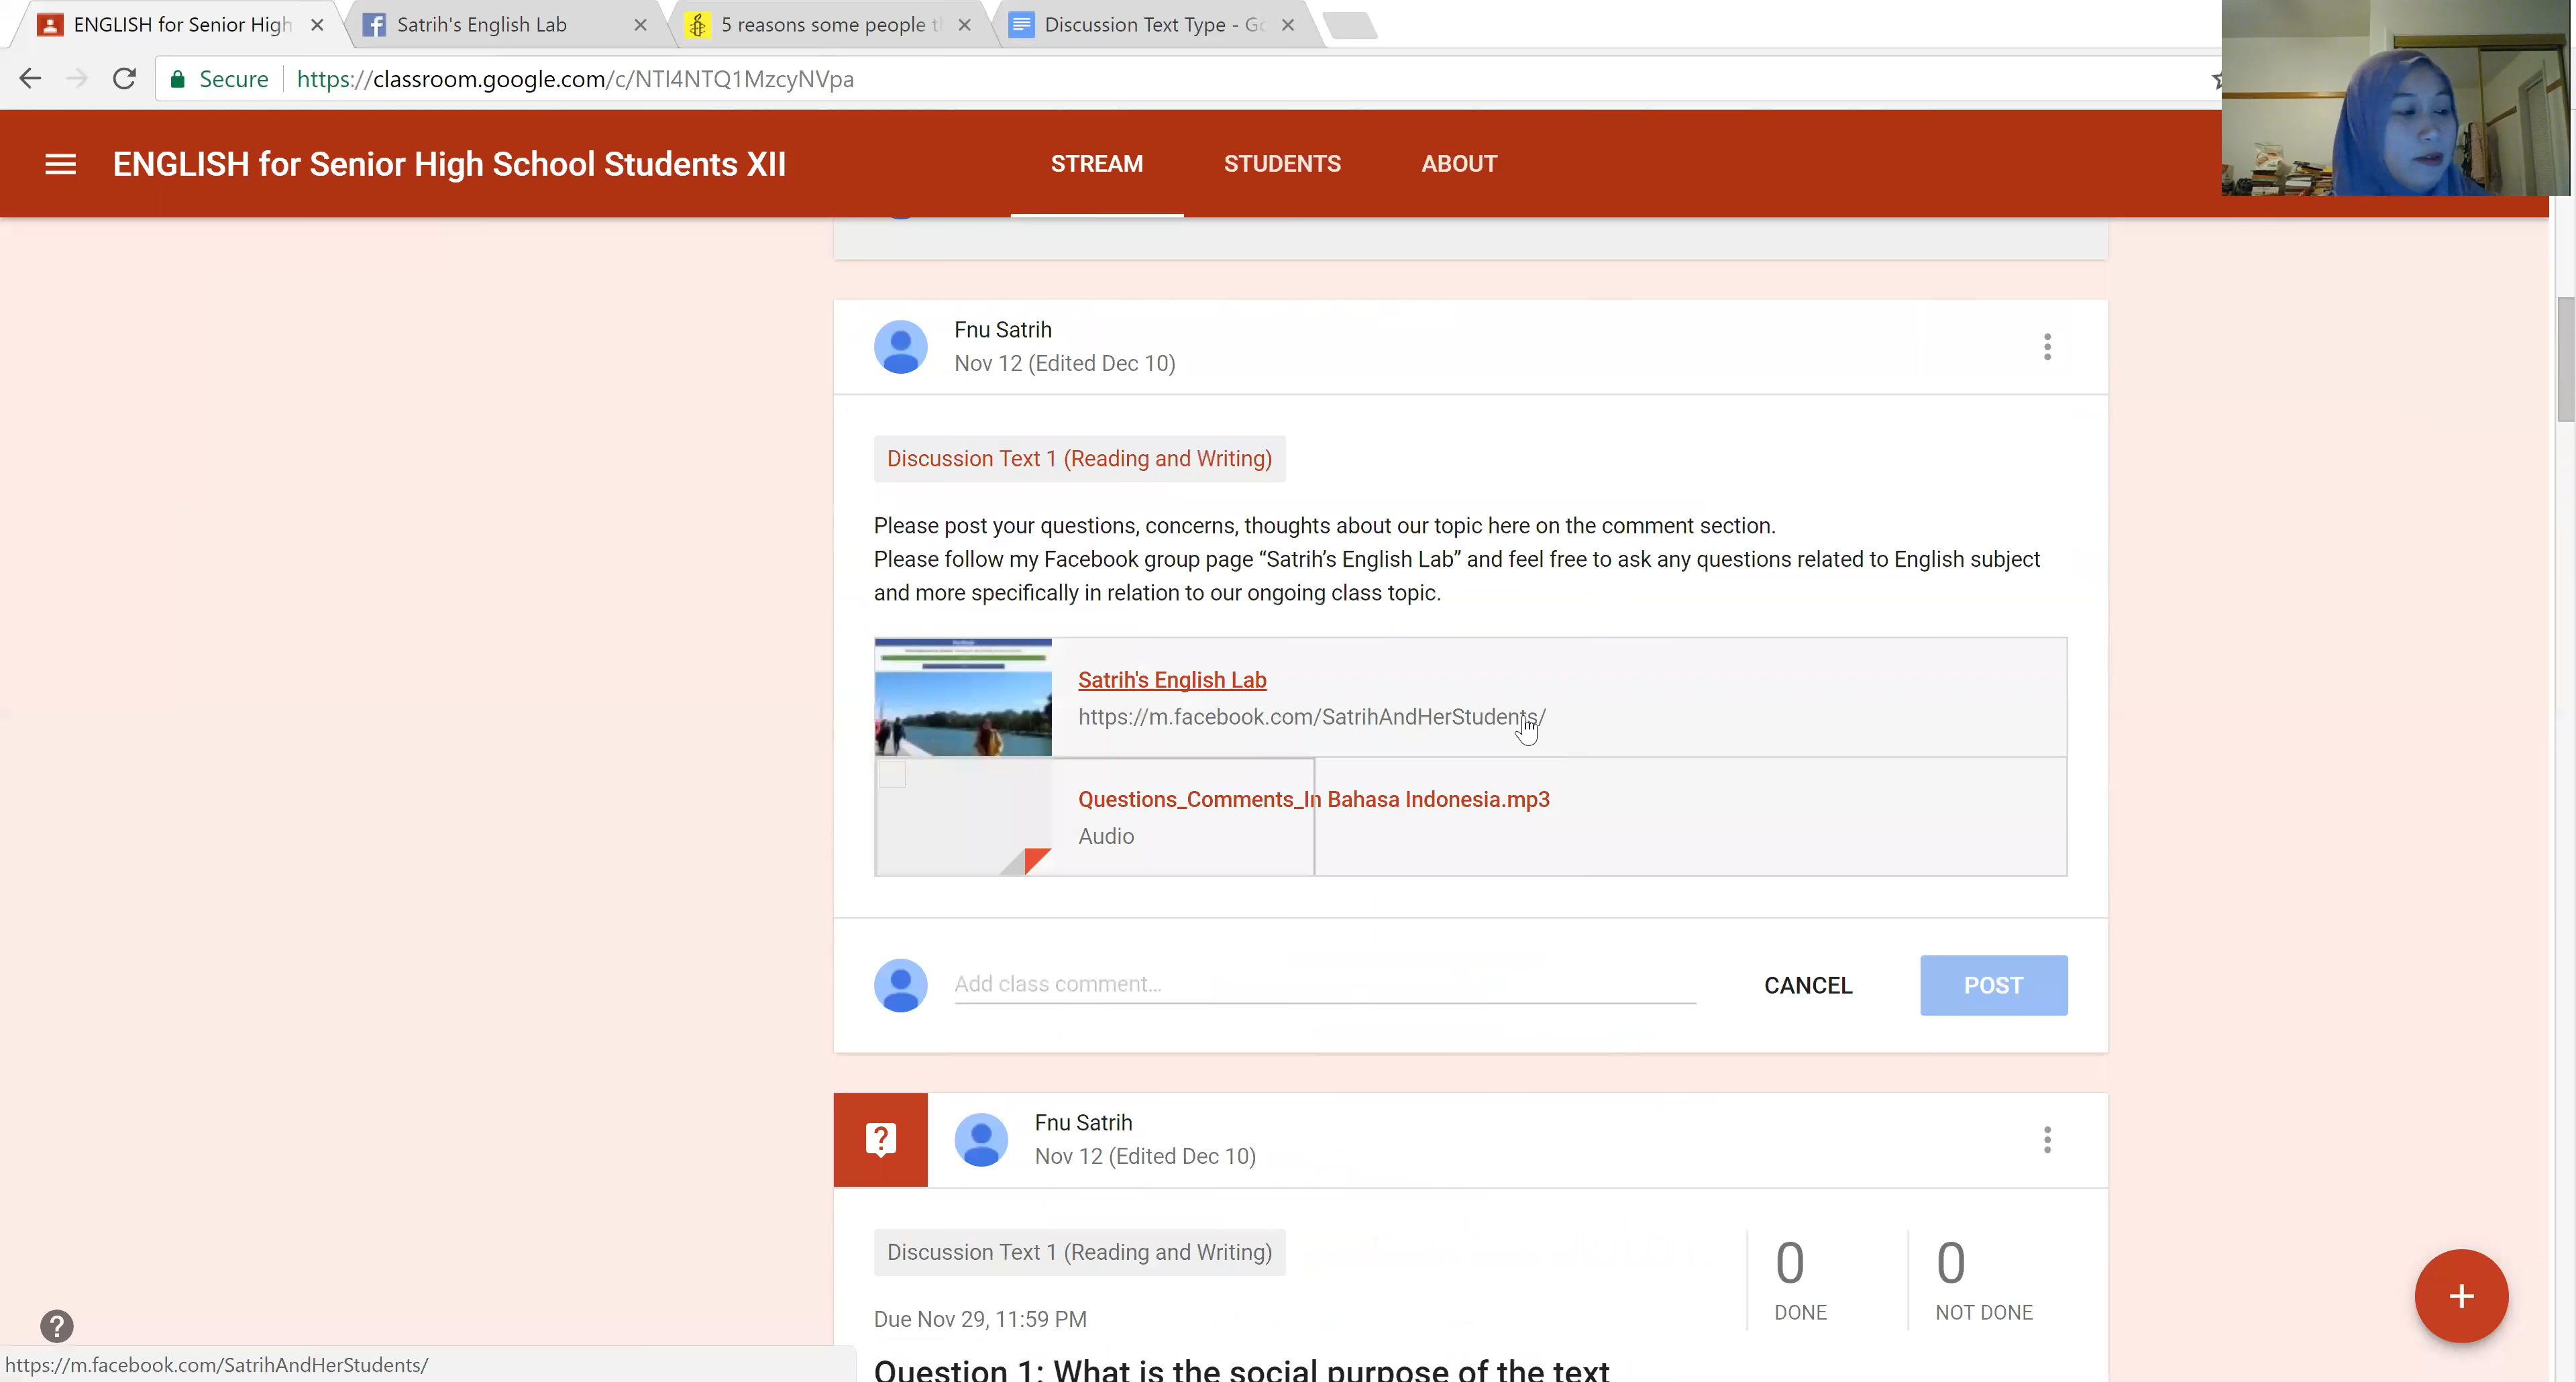 ENGLISH for Senior High
Satrih's English Lab
5 reasons some people t
Discussion Text Type - Go
Secure
https://classroom.google.com/c/NTI4NTQ1MzcyNVpa
ENGLISH for Senior High School Students XII
STREAM
STUDENTS
ABOUT
Fnu Satrih
Nov 12 (Edited Dec 10)
Discussion Text 1 (Reading and Writing)
Please post your questions, concerns, thoughts about our topic here on the comment section.
Please follow my Facebook group page “Satrih’s English Lab” and feel free to ask any questions related to English subject
and more specifically in relation to our ongoing class topic.
Satrih's English Lab
https://m.facebook.com/SatrihAndHerStudents/
Questions_Comments_In Bahasa Indonesia.mp3
Audio
Add class comment...
CANCEL
POST
Fnu Satrih
Nov 12 (Edited Dec 10)
Discussion Text 1 (Reading and Writing)
0
DONE
0
NOT DONE
Due Nov 29, 11:59 PM
Question 1: What is the social purpose of the text
https://m.facebook.com/SatrihAndHerStudents/